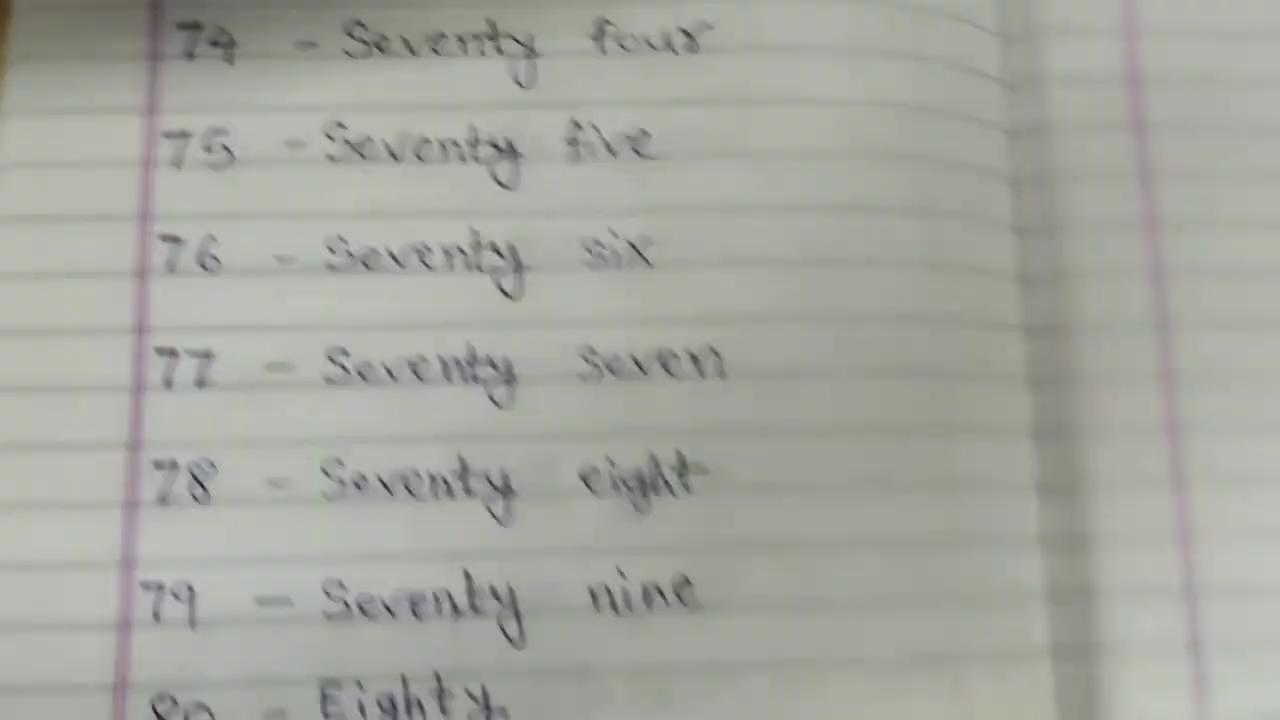 74 - Seventy four
75 - Seventy five
76 - Seventy six
77 - Seventy seven
78 - Seventy eight
79 - Seventy nine
80 - Eighty